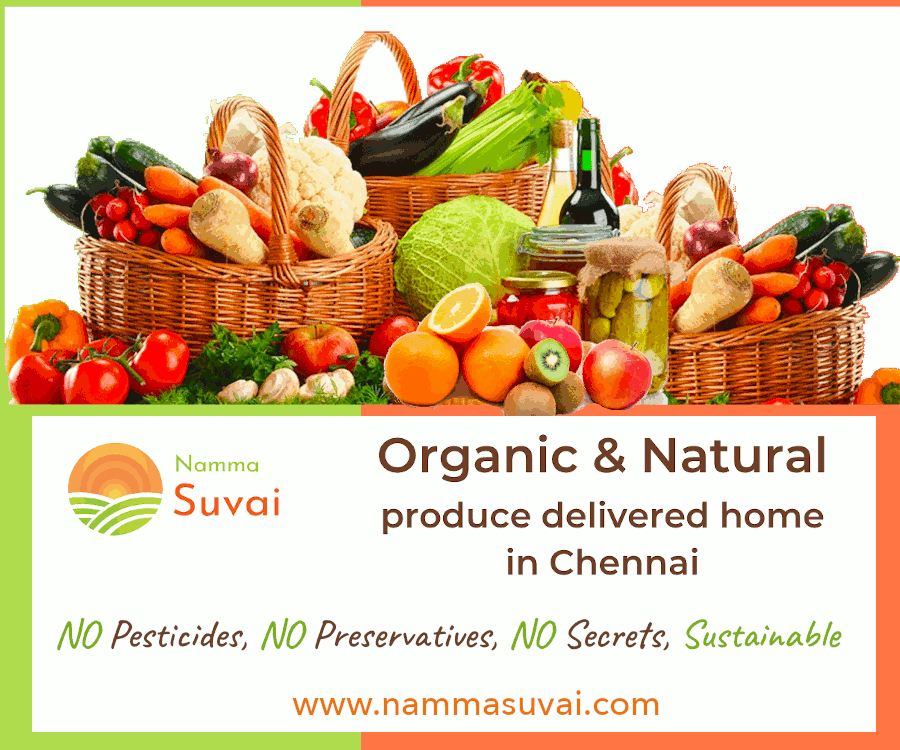 Namma
Suvai
Organic & Natural
produce delivered home
in Chennai
NO Pesticides, NO Preservatives, NO Secrets, Sustainable
www.nammasuvai.com